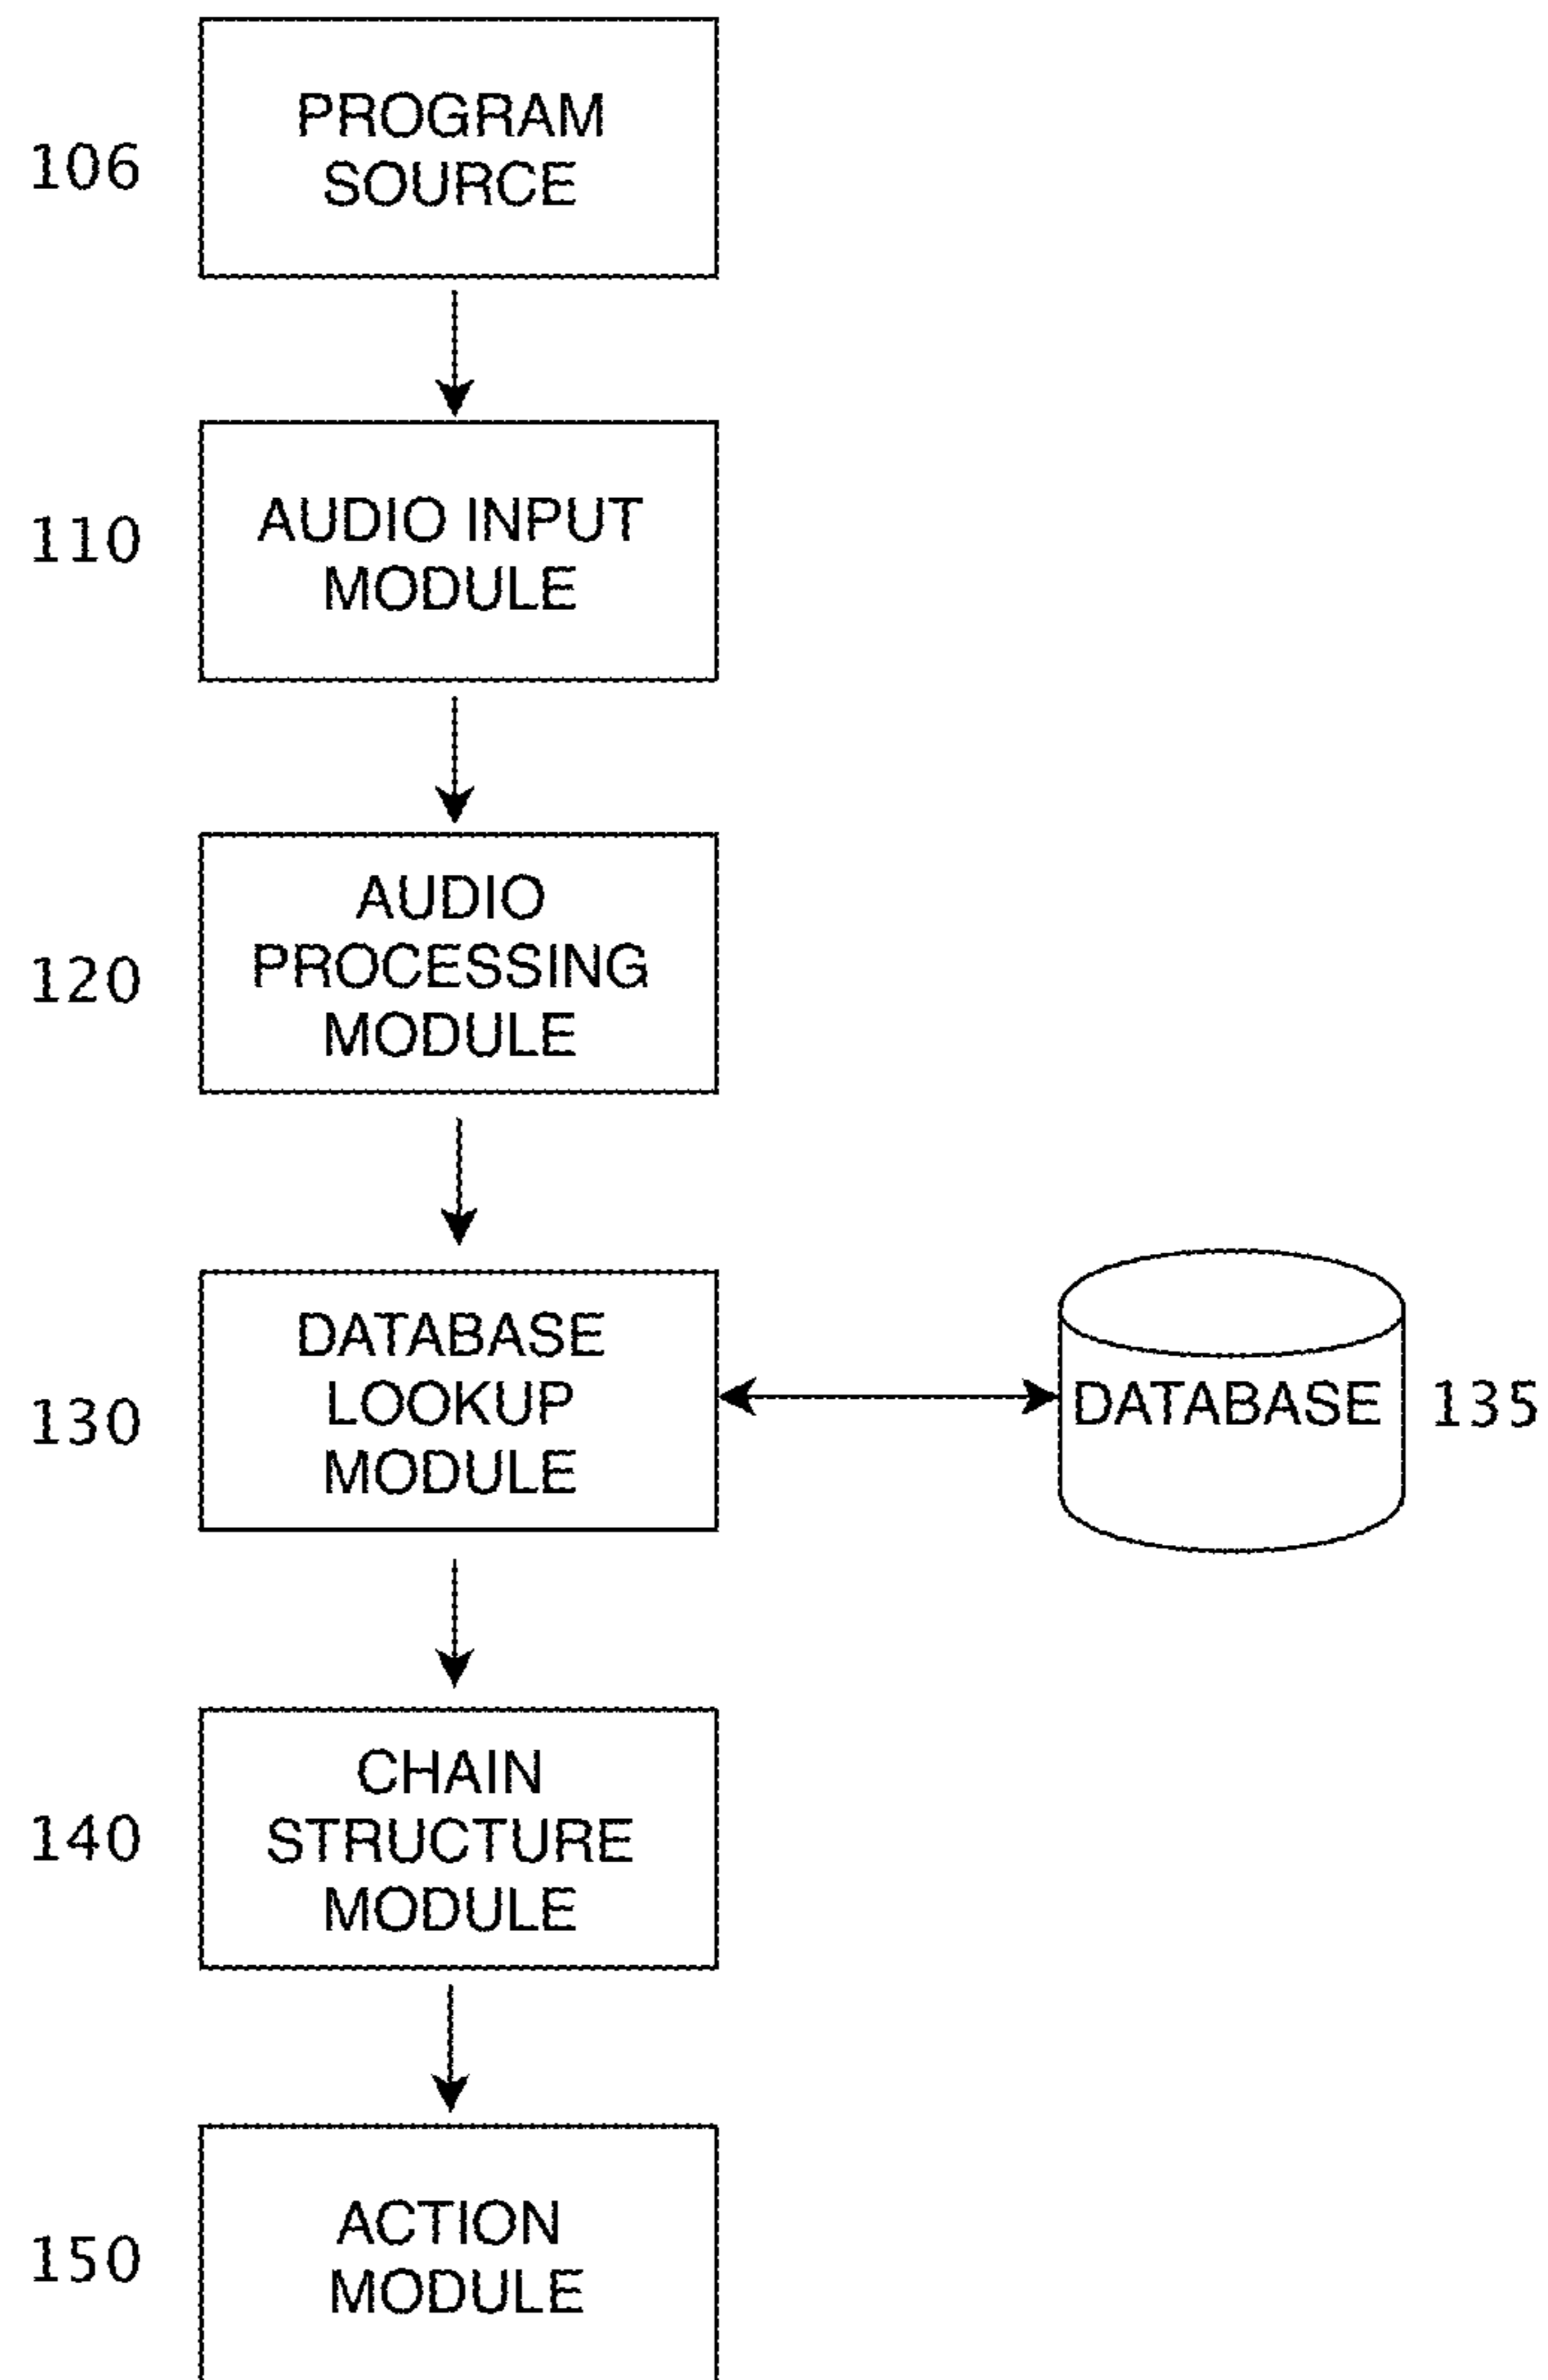 106
PROGRAM
SOURCE
110
AUDIO INPUT
MODULE
120
AUDIO
PROCESSING
MODULE
130
DATABASE
LOOKUP
MODULE
DATABASE
135
140
CHAIN
STRUCTURE
MODULE
150
ACTION
MODULE